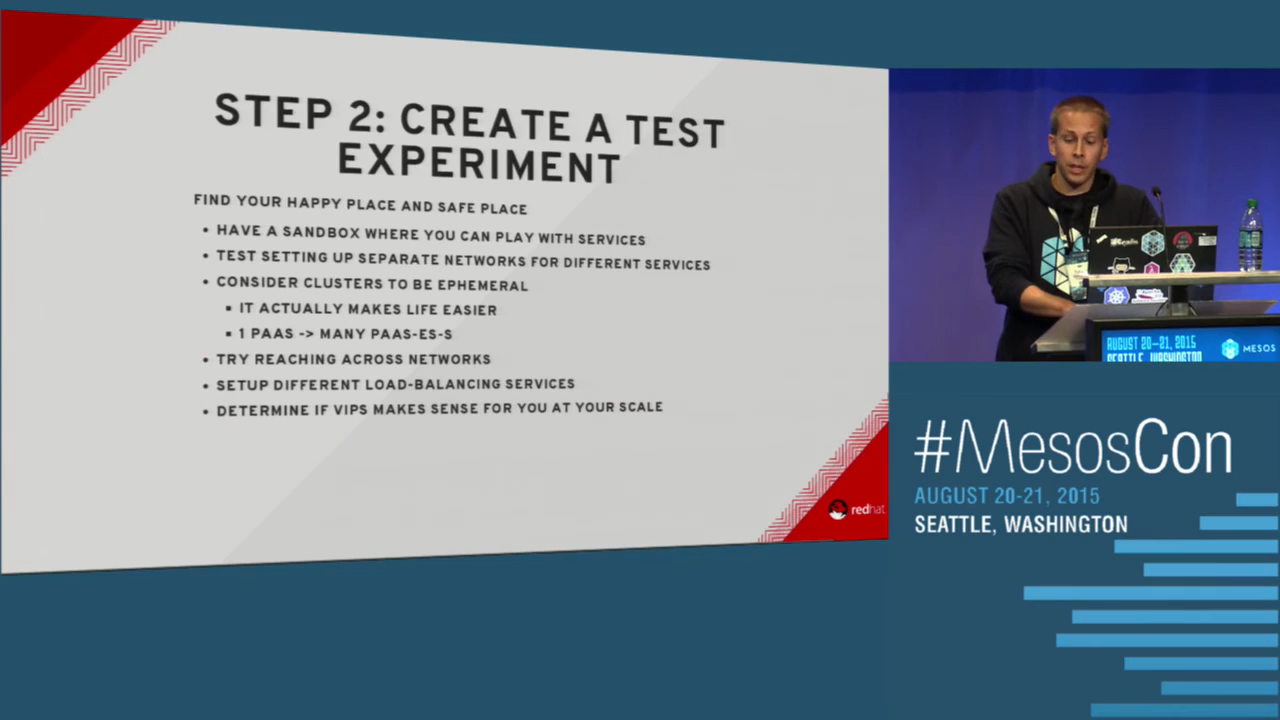 STEP 2: CREATE A TEST
EXPERIMENT
FIND YOUR HAPPY PLACE AND SAFE PLACE
• HAVE A SANDBOX WHERE YOU CAN PLAY WITH SERVICES
• TEST SETTING UP SEPARATE NETWORKS FOR DIFFERENT SERVICES
• CONSIDER CLUSTERS TO BE EPHEMERAL
▪ IT ACTUALLY MAKES LIFE EASIER
▪ 1 PAAS -> MANY PAAS-ES-S
• TRY REACHING ACROSS NETWORKS
• SETUP DIFFERENT LOAD-BALANCING SERVICES
• DETERMINE IF VIPS MAKES SENSE FOR YOU AT YOUR SCALE
redhat
AUGUST 20-21, 2015
SEATTLE, WASHINGTON
MESOS
#MesosCon
AUGUST 20-21, 2015
SEATTLE, WASHINGTON